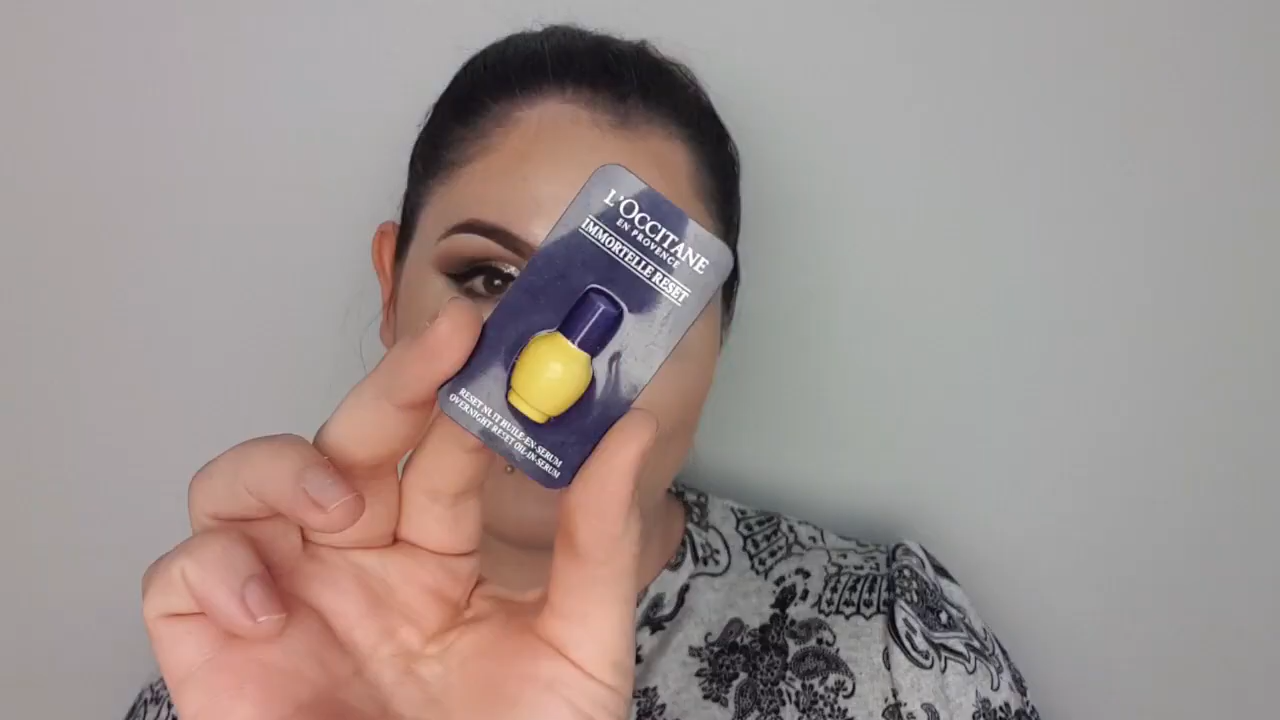 L'OCCITANE
EN PROVENCE
IMMORTELLE RESET
RESET NUIT HUILE-EN-SERUM
OVERNIGHT RESET OIL-IN-SERUM